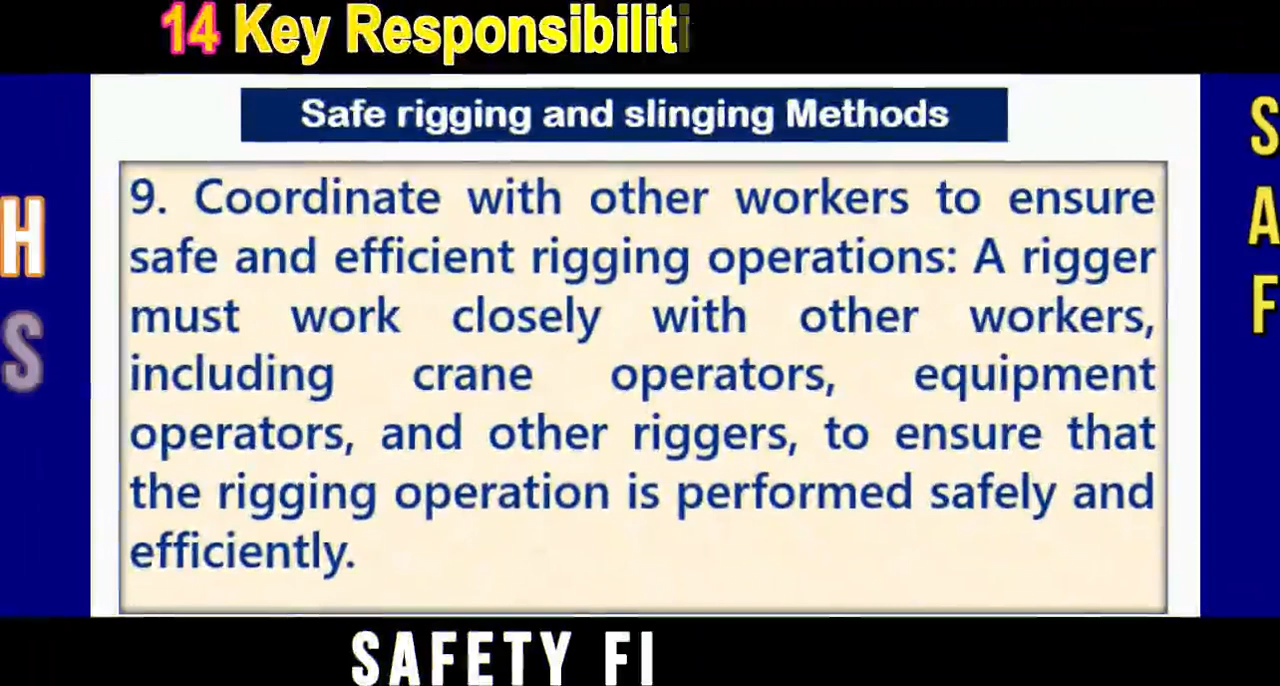 14 Key Responsibiliti
Safe rigging and slinging Methods
9. Coordinate with other workers to ensure
safe and efficient rigging operations: A rigger
must work closely with other workers,
including crane operators, equipment
operators, and other riggers, to ensure that
the rigging operation is performed safely and
efficiently.
H
S
S
A
F
SAFETY FI